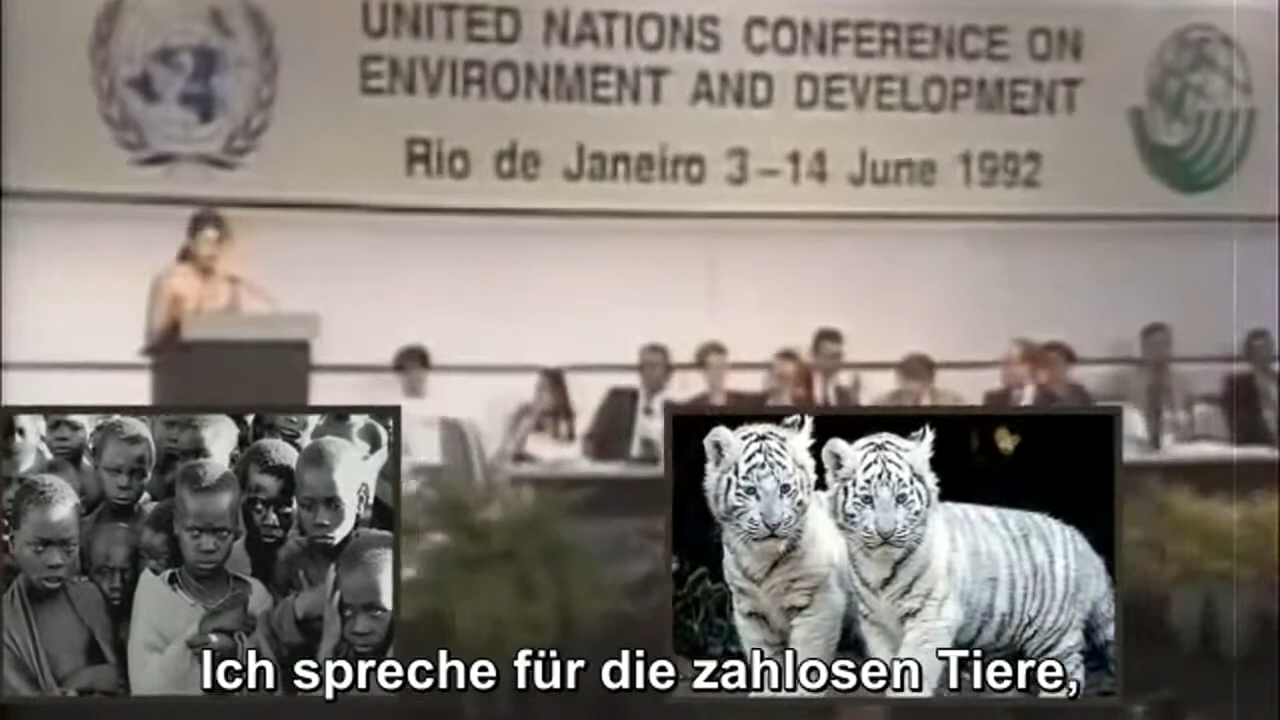 UNITED NATIONS CONFERENCE ON
ENVIRONMENT AND DEVELOPMENT
Rio de Janeiro 3-14 June 1992
Ich spreche für die zahlosen Tiere,